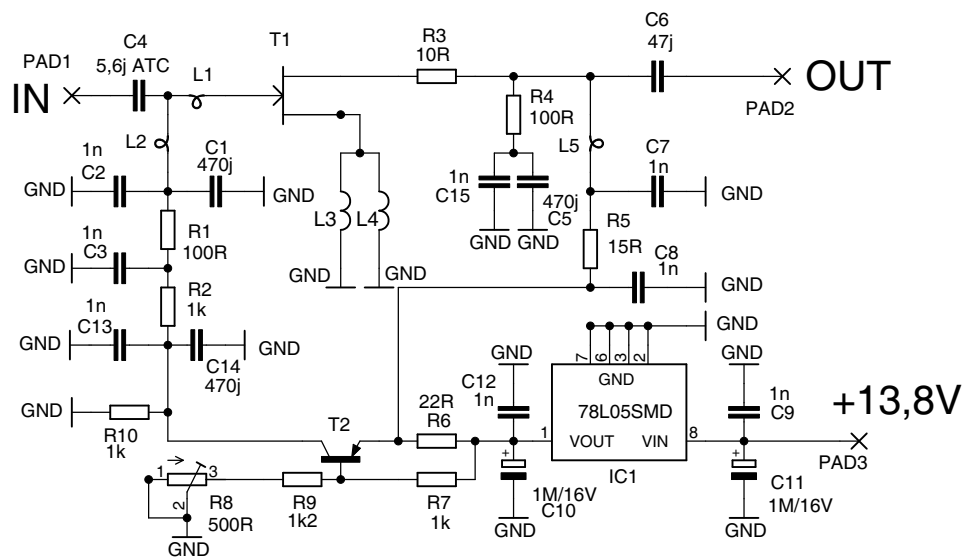 C4
5,6j ATC
PAD1
IN
L1
T1
R3
10R
C6
47j
OUT
PAD2
R4
100R
L2
L5
1n
C2
GND
C1
470j
GND
1n
C15
470j
C5
GND
GND
C7
1n
GND
R1
100R
L3
L4
R5
15R
1n
C3
GND
C8
1n
GND
GND
GND
R2
1k
1n
C13
GND
C14
470j
GND
GND
7
6
3
2
GND
GND
C12
1n
GND
1n
C9
+13,8V
22R
R6
78L05SMD
1
VOUT
VIN
8
IC1
PAD3
GND
R10
1k
T2
1
3
2
R8
500R
GND
R9
1k2
R7
1k
+
1M/16V
C10
GND
+
C11
1M/16V
GND